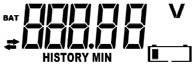 BAT 888.88 V
HISTORY MIN